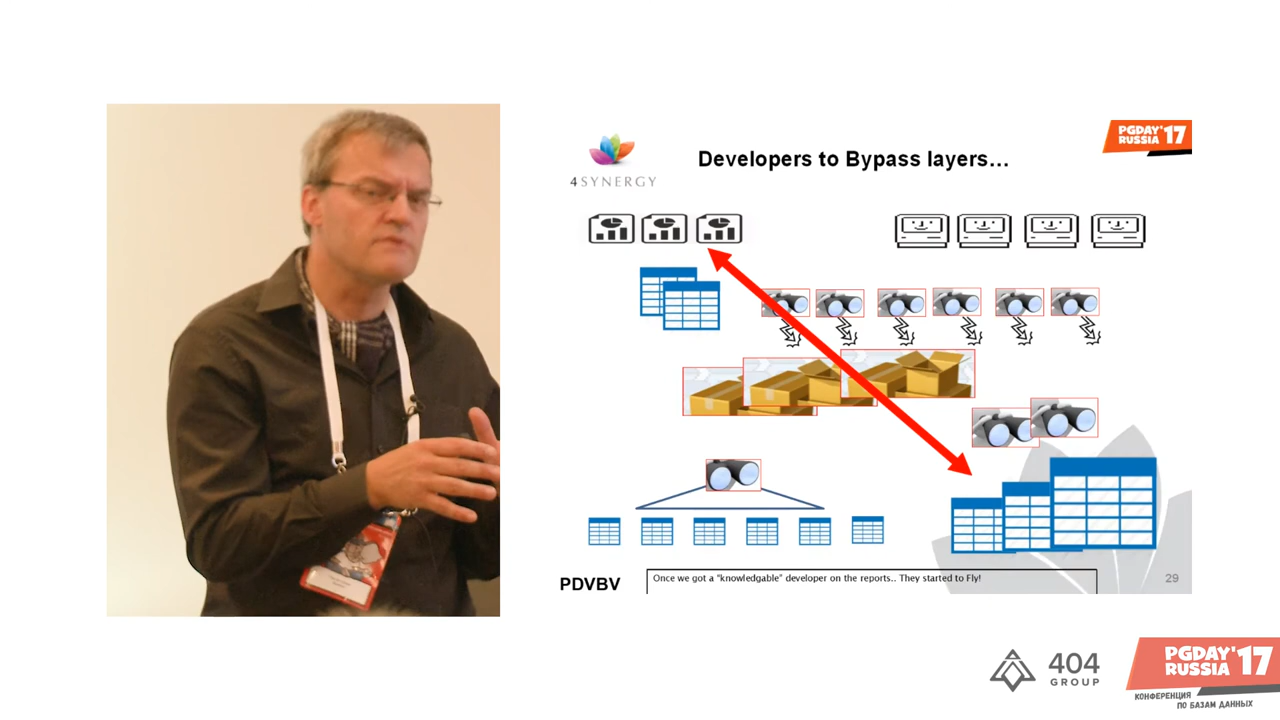 PGDAY'17
RUSSIA
4SYNERGY
Developers to Bypass layers…
PDVBV
Once we got a "knowledgable" developer on the reports.. They started to Fly!
29
404
GROUP
PGDAY'17
RUSSIA
КОНФЕРЕНЦИЯ
ПО БАЗАМ ДАННЫХ